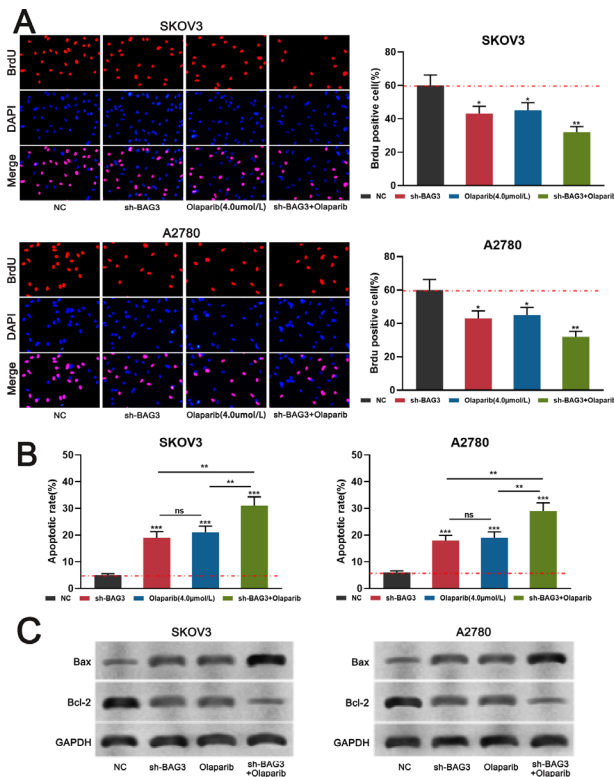 A
SKOV3
BrdU
DAPI
Merge
NC sh-BAG3 Olaparib(4.0umol/L) sh-BAG3+Olaparib
SKOV3
Brdu positive cell(%)
100
80
60
40
20
0
* * **
NC sh-BAG3 Olaparib(4.0μmol/L) sh-BAG3+Olaparib
A2780
BrdU
DAPI
Merge
NC sh-BAG3 Olaparib(4.0umol/L) sh-BAG3+Olaparib
A2780
Brdu positive cell(%)
100
80
60
40
20
0
* * **
NC sh-BAG3 Olaparib(4.0μmol/L) sh-BAG3+Olaparib
B
SKOV3
Apoptotic rate(%)
50
40
30
20
10
0
**
**
ns
*** *** ***
NC sh-BAG3 Olaparib(4.0μmol/L) sh-BAG3+Olaparib
A2780
Apoptotic rate(%)
50
40
30
20
10
0
**
**
ns
*** *** ***
NC sh-BAG3 Olaparib(4.0μmol/L) sh-BAG3+Olaparib
C
SKOV3
Bax
Bcl-2
GAPDH
NC sh-BAG3 Olaparib sh-BAG3
+Olaparib
A2780
Bax
Bcl-2
GAPDH
NC sh-BAG3 Olaparib sh-BAG3
+Olaparib